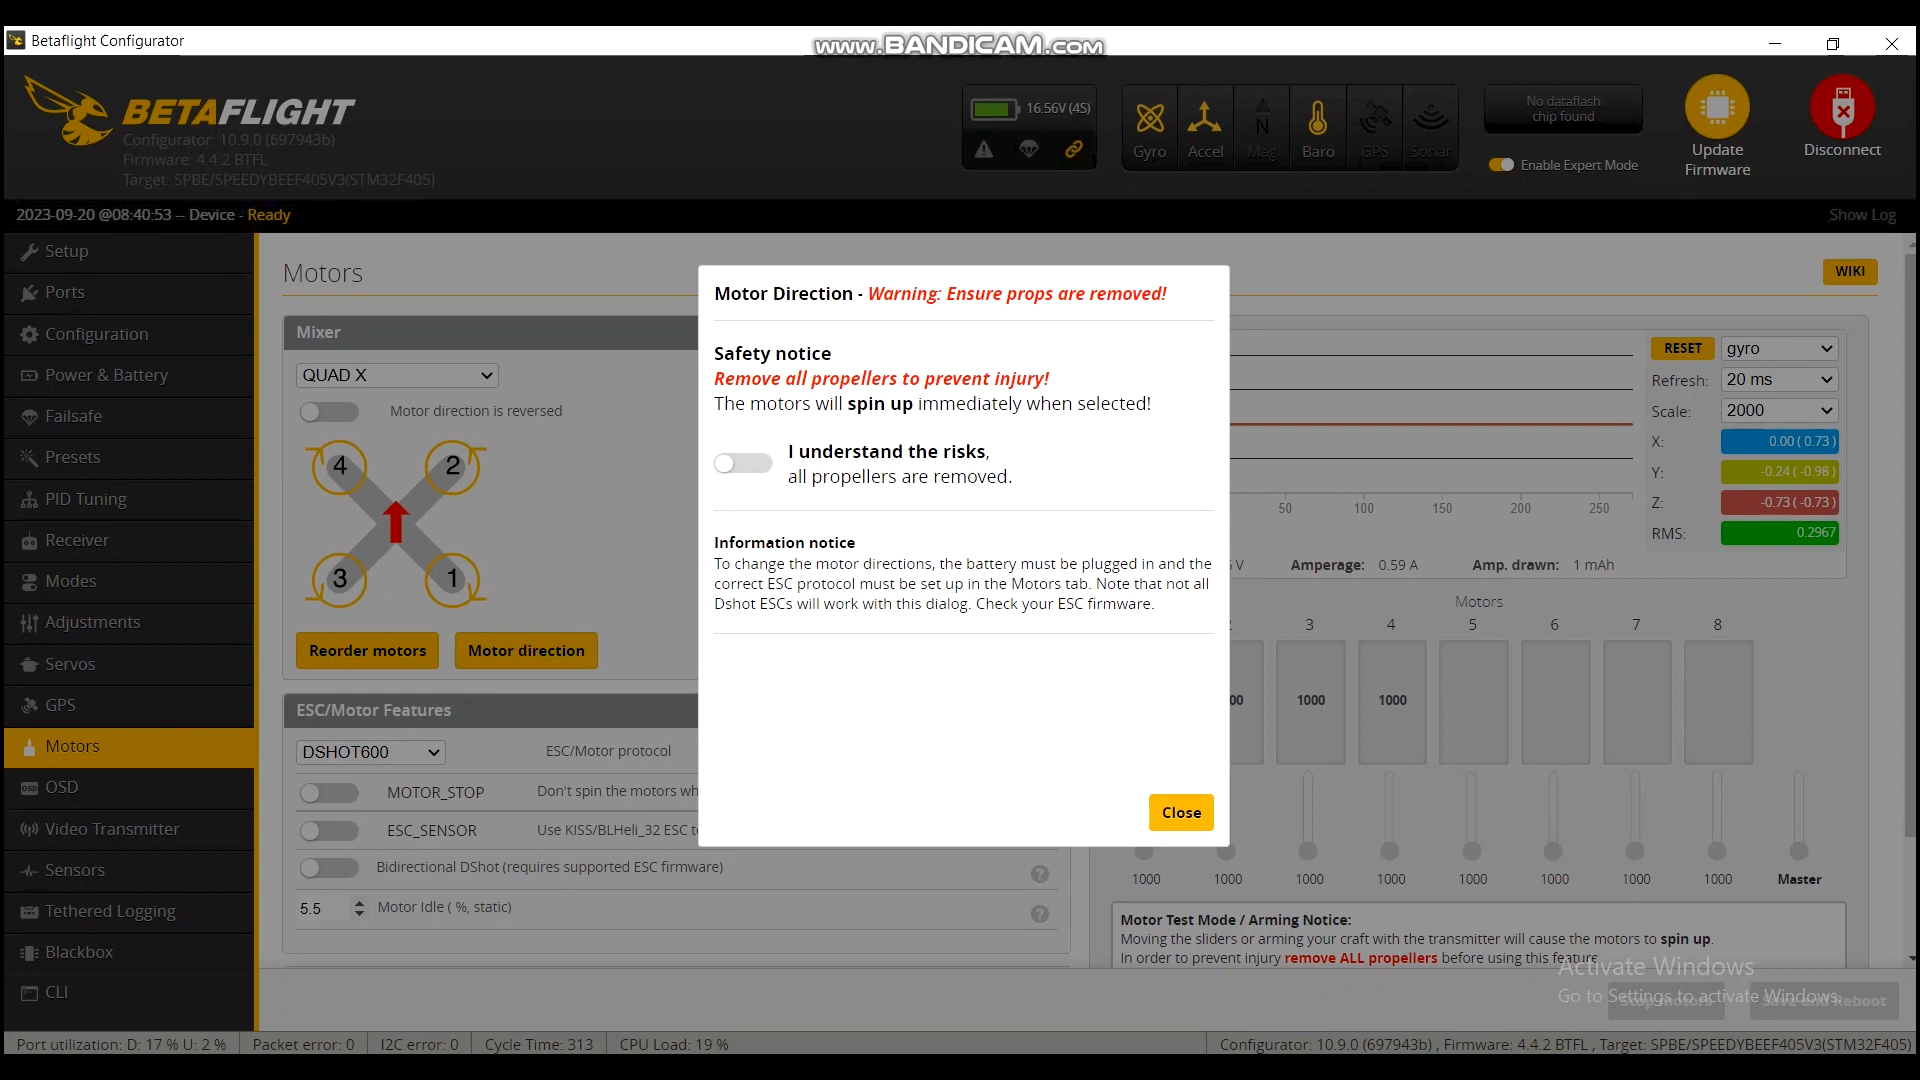 Betaflight Configurator
www.BANDICAM.com
BETAFLIGHT
Configurator: 10.9.0 (697943b)
Firmware: 4.4.2 BTFL
Target: SPBE/SPEEDYBEEF405V3(STM32F405)
16.56V (4S)
Gyro
Accel
Mag
Baro
GPS
Sonar
No dataflash
chip found
Enable Expert Mode
Update
Firmware
Disconnect
2023-09-20 @08:40:53 -- Device - Ready
Show Log
Setup
Ports
Configuration
Power & Battery
Failsafe
Presets
PID Tuning
Receiver
Modes
Adjustments
Servos
GPS
Motors
OSD
Video Transmitter
Sensors
Tethered Logging
Blackbox
CLI
Motors
WIKI
Mixer
QUAD X
Motor direction is reversed
4
2
3
1
Reorder motors
Motor direction
ESC/Motor Features
DSHOT600
ESC/Motor protocol
MOTOR_STOP
Don't spin the motors wh
ESC_SENSOR
Use KISS/BLHeli_32 ESC t
Bidirectional DShot (requires supported ESC firmware)
5.5
Motor Idle ( %, static)
Motor Direction - Warning: Ensure props are removed!
Safety notice
Remove all propellers to prevent injury!
The motors will spin up immediately when selected!
I understand the risks,
all propellers are removed.
Information notice
To change the motor directions, the battery must be plugged in and the
correct ESC protocol must be set up in the Motors tab. Note that not all
Dshot ESCs will work with this dialog. Check your ESC firmware.
Close
RESET
gyro
Refresh:
20 ms
Scale:
2000
X:
0.00 ( 0.73 )
Y:
-0.24 ( -0.98 )
Z:
-0.73 ( -0.73 )
RMS:
0.2967
50
100
150
200
250
V
Amperage:
0.59 A
Amp. drawn:
1 mAh
Motors
3
4
5
6
7
8
00
1000
1000
1000
1000
1000
1000
1000
1000
1000
1000
Master
Motor Test Mode / Arming Notice:
Moving the sliders or arming your craft with the transmitter will cause the motors to spin up.
In order to prevent injury remove ALL propellers before using this feature
Activate Windows
Go to Settings to activate Windows.
Stop Motors
Save and Reboot
Port utilization: D: 17 % U: 2 %
Packet error: 0
I2C error: 0
Cycle Time: 313
CPU Load: 19 %
Configurator: 10.9.0 (697943b) , Firmware: 4.4.2 BTFL , Target: SPBE/SPEEDYBEEF405V3(STM32F405)